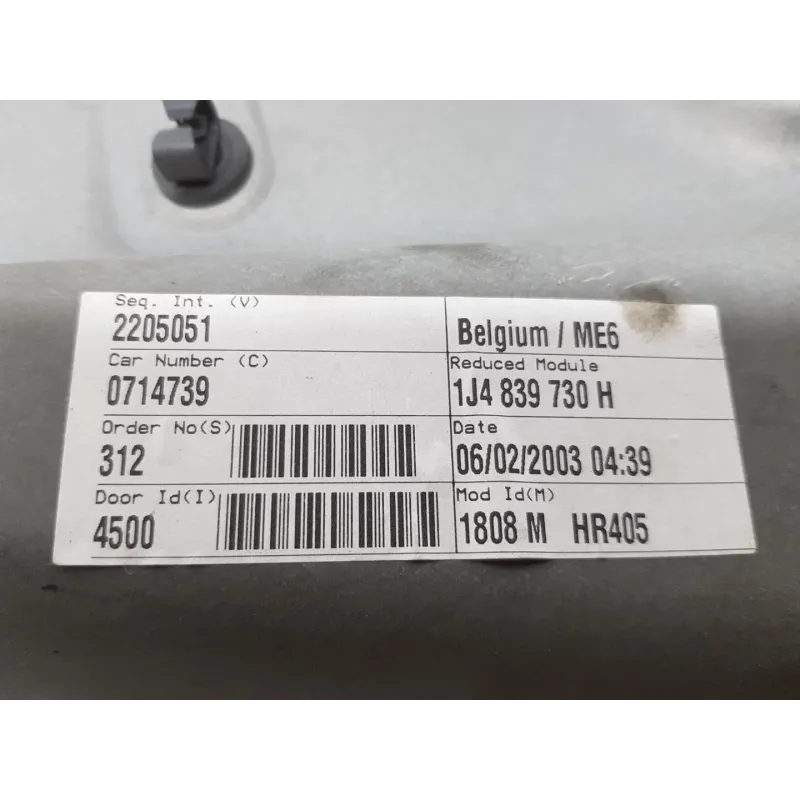 Seq. Int. (V)
2205051
Belgium / ME6
Car Number (C)
0714739
Reduced Module
1J4 839 730 H
Order No(S)
312
Date
06/02/2003 04:39
Door Id(I)
4500
Mod Id(M)
1808 M HR405